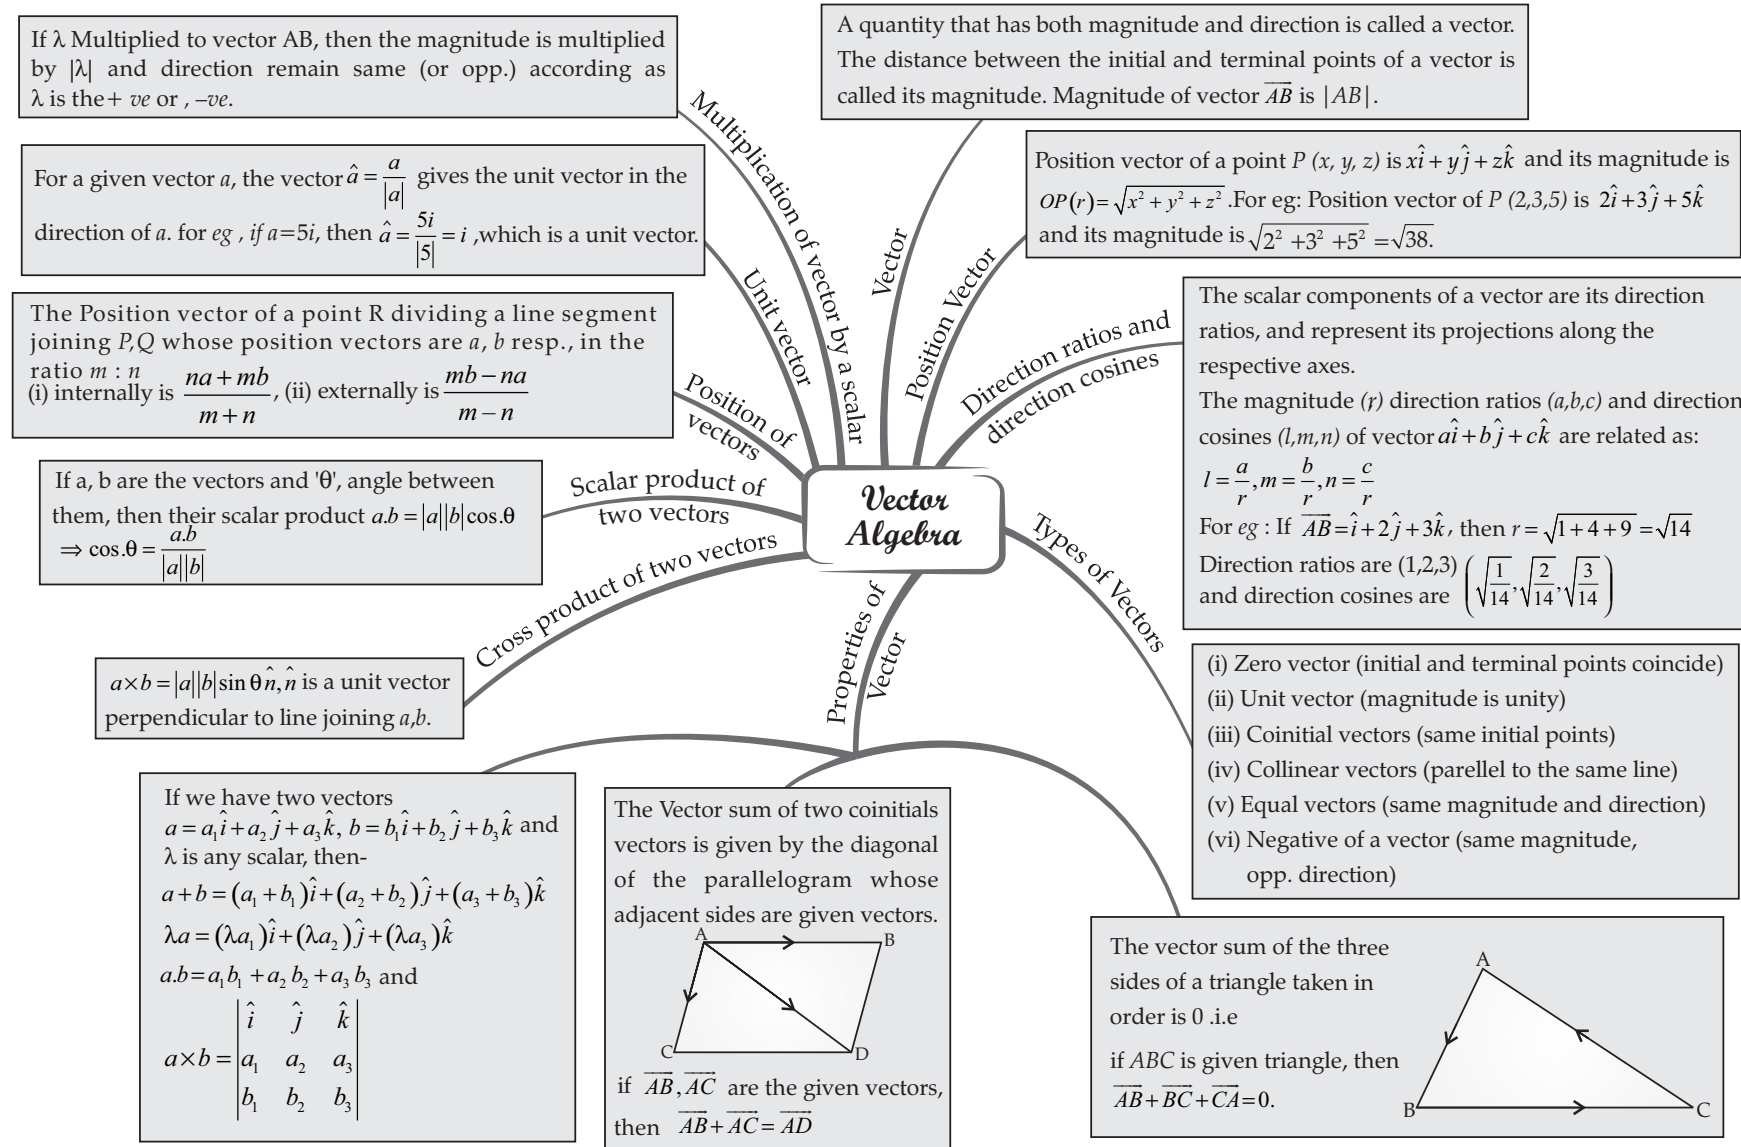 If λ Multiplied to vector AB, then the magnitude is multiplied
by |λ| and direction remain same (or opp.) according as
λ is the+ ve or , –ve.
Multiplication of vector by a scalar
For a given vector a, the vector â = a/|a| gives the unit vector in the
direction of a. for eg , if a=5i, then â = 5i/|5| = i ,which is a unit vector.
Unit vector
The Position vector of a point R dividing a line segment
joining P,Q whose position vectors are a, b resp., in the
ratio m : n
(i) internally is (na + mb)/(m + n), (ii) externally is (mb – na)/(m – n)
Position of
vectors
If a, b are the vectors and 'θ', angle between
them, then their scalar product a.b = |a||b|cos.θ
⇒ cos.θ = a.b/|a||b|
Scalar product of
two vectors
a×b = |a||b|sin θ n̂, n̂ is a unit vector
perpendicular to line joining a,b.
Cross product of two vectors
Vector
Algebra
A quantity that has both magnitude and direction is called a vector.
The distance between the initial and terminal points of a vector is
called its magnitude. Magnitude of vector AB⃗ is |AB|.
Vector
Position vector of a point P (x, y, z) is xî + yĵ + zk̂ and its magnitude is
OP(r) = √(x² + y² + z²) .For eg: Position vector of P (2,3,5) is 2î+3ĵ+5k̂
and its magnitude is √(2² +3² +5²) = √38.
Position Vector
The scalar components of a vector are its direction
ratios, and represent its projections along the
respective axes.
The magnitude (r) direction ratios (a,b,c) and direction
cosines (l,m,n) of vector aî + bĵ + ck̂ are related as:
l = a/r, m = b/r, n = c/r
For eg : If AB⃗ = î + 2ĵ + 3k̂, then r = √(1 + 4 + 9) = √14
Direction ratios are (1,2,3)
and direction cosines are (√(1/14), √(2/14), √(3/14))
Direction ratios and
direction cosines
Types of Vectors
(i) Zero vector (initial and terminal points coincide)
(ii) Unit vector (magnitude is unity)
(iii) Coinitial vectors (same initial points)
(iv) Collinear vectors (parellel to the same line)
(v) Equal vectors (same magnitude and direction)
(vi) Negative of a vector (same magnitude,
opp. direction)
Properties of
Vector
If we have two vectors
a = a₁î + a₂ĵ + a₃k̂, b = b₁î + b₂ĵ + b₃k̂ and
λ is any scalar, then-
a + b = (a₁ + b₁)î + (a₂ + b₂)ĵ + (a₃ + b₃)k̂
λa = (λa₁)î + (λa₂)ĵ + (λa₃)k̂
a.b = a₁b₁ + a₂b₂ + a₃b₃ and
a×b = | î ĵ k̂ |
| a₁ a₂ a₃ |
| b₁ b₂ b₃ |
The Vector sum of two coinitials
vectors is given by the diagonal
of the parallelogram whose
adjacent sides are given vectors.
A B
C D
if AB⃗, AC⃗ are the given vectors,
then AB⃗ + AC⃗ = AD⃗
The vector sum of the three
sides of a triangle taken in
order is 0 .i.e
if ABC is given triangle, then
AB⃗ + BC⃗ + CA⃗ = 0.
A
B C